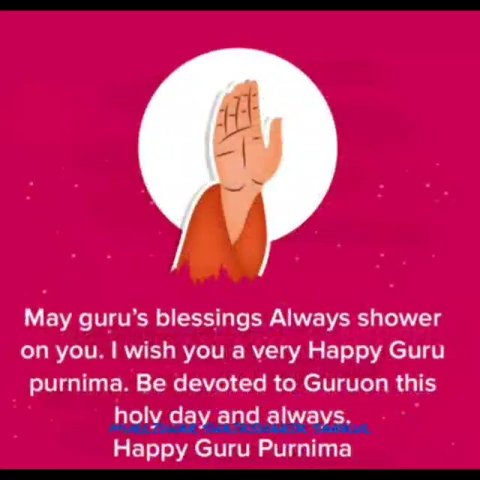 May guru's blessings Always shower
on you. I wish you a very Happy Guru
purnima. Be devoted to Guruon this
holy day and always.
Happy Guru Purnima